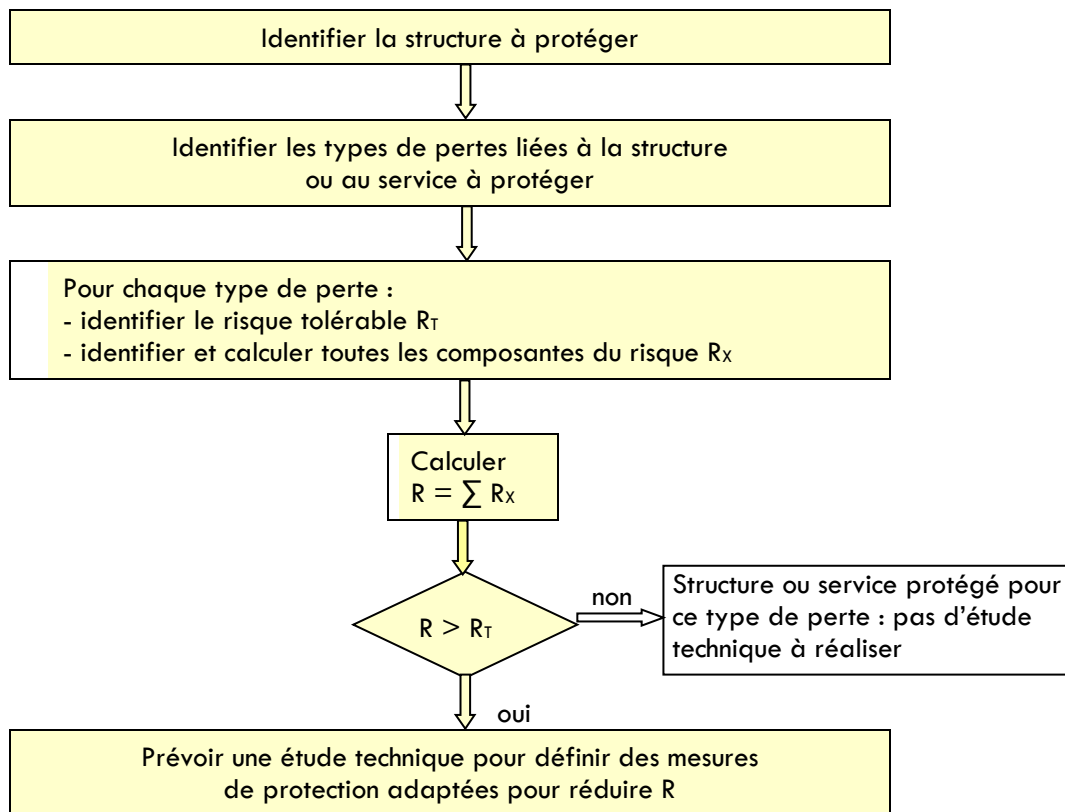 Identifier la structure à protéger
Identifier les types de pertes liées à la structure
ou au service à protéger
Pour chaque type de perte :
- identifier le risque tolérable RT
- identifier et calculer toutes les composantes du risque RX
Calculer
R = ∑ RX
R > RT
non
Structure ou service protégé pour
ce type de perte : pas d’étude
technique à réaliser
oui
Prévoir une étude technique pour définir des mesures
de protection adaptées pour réduire R